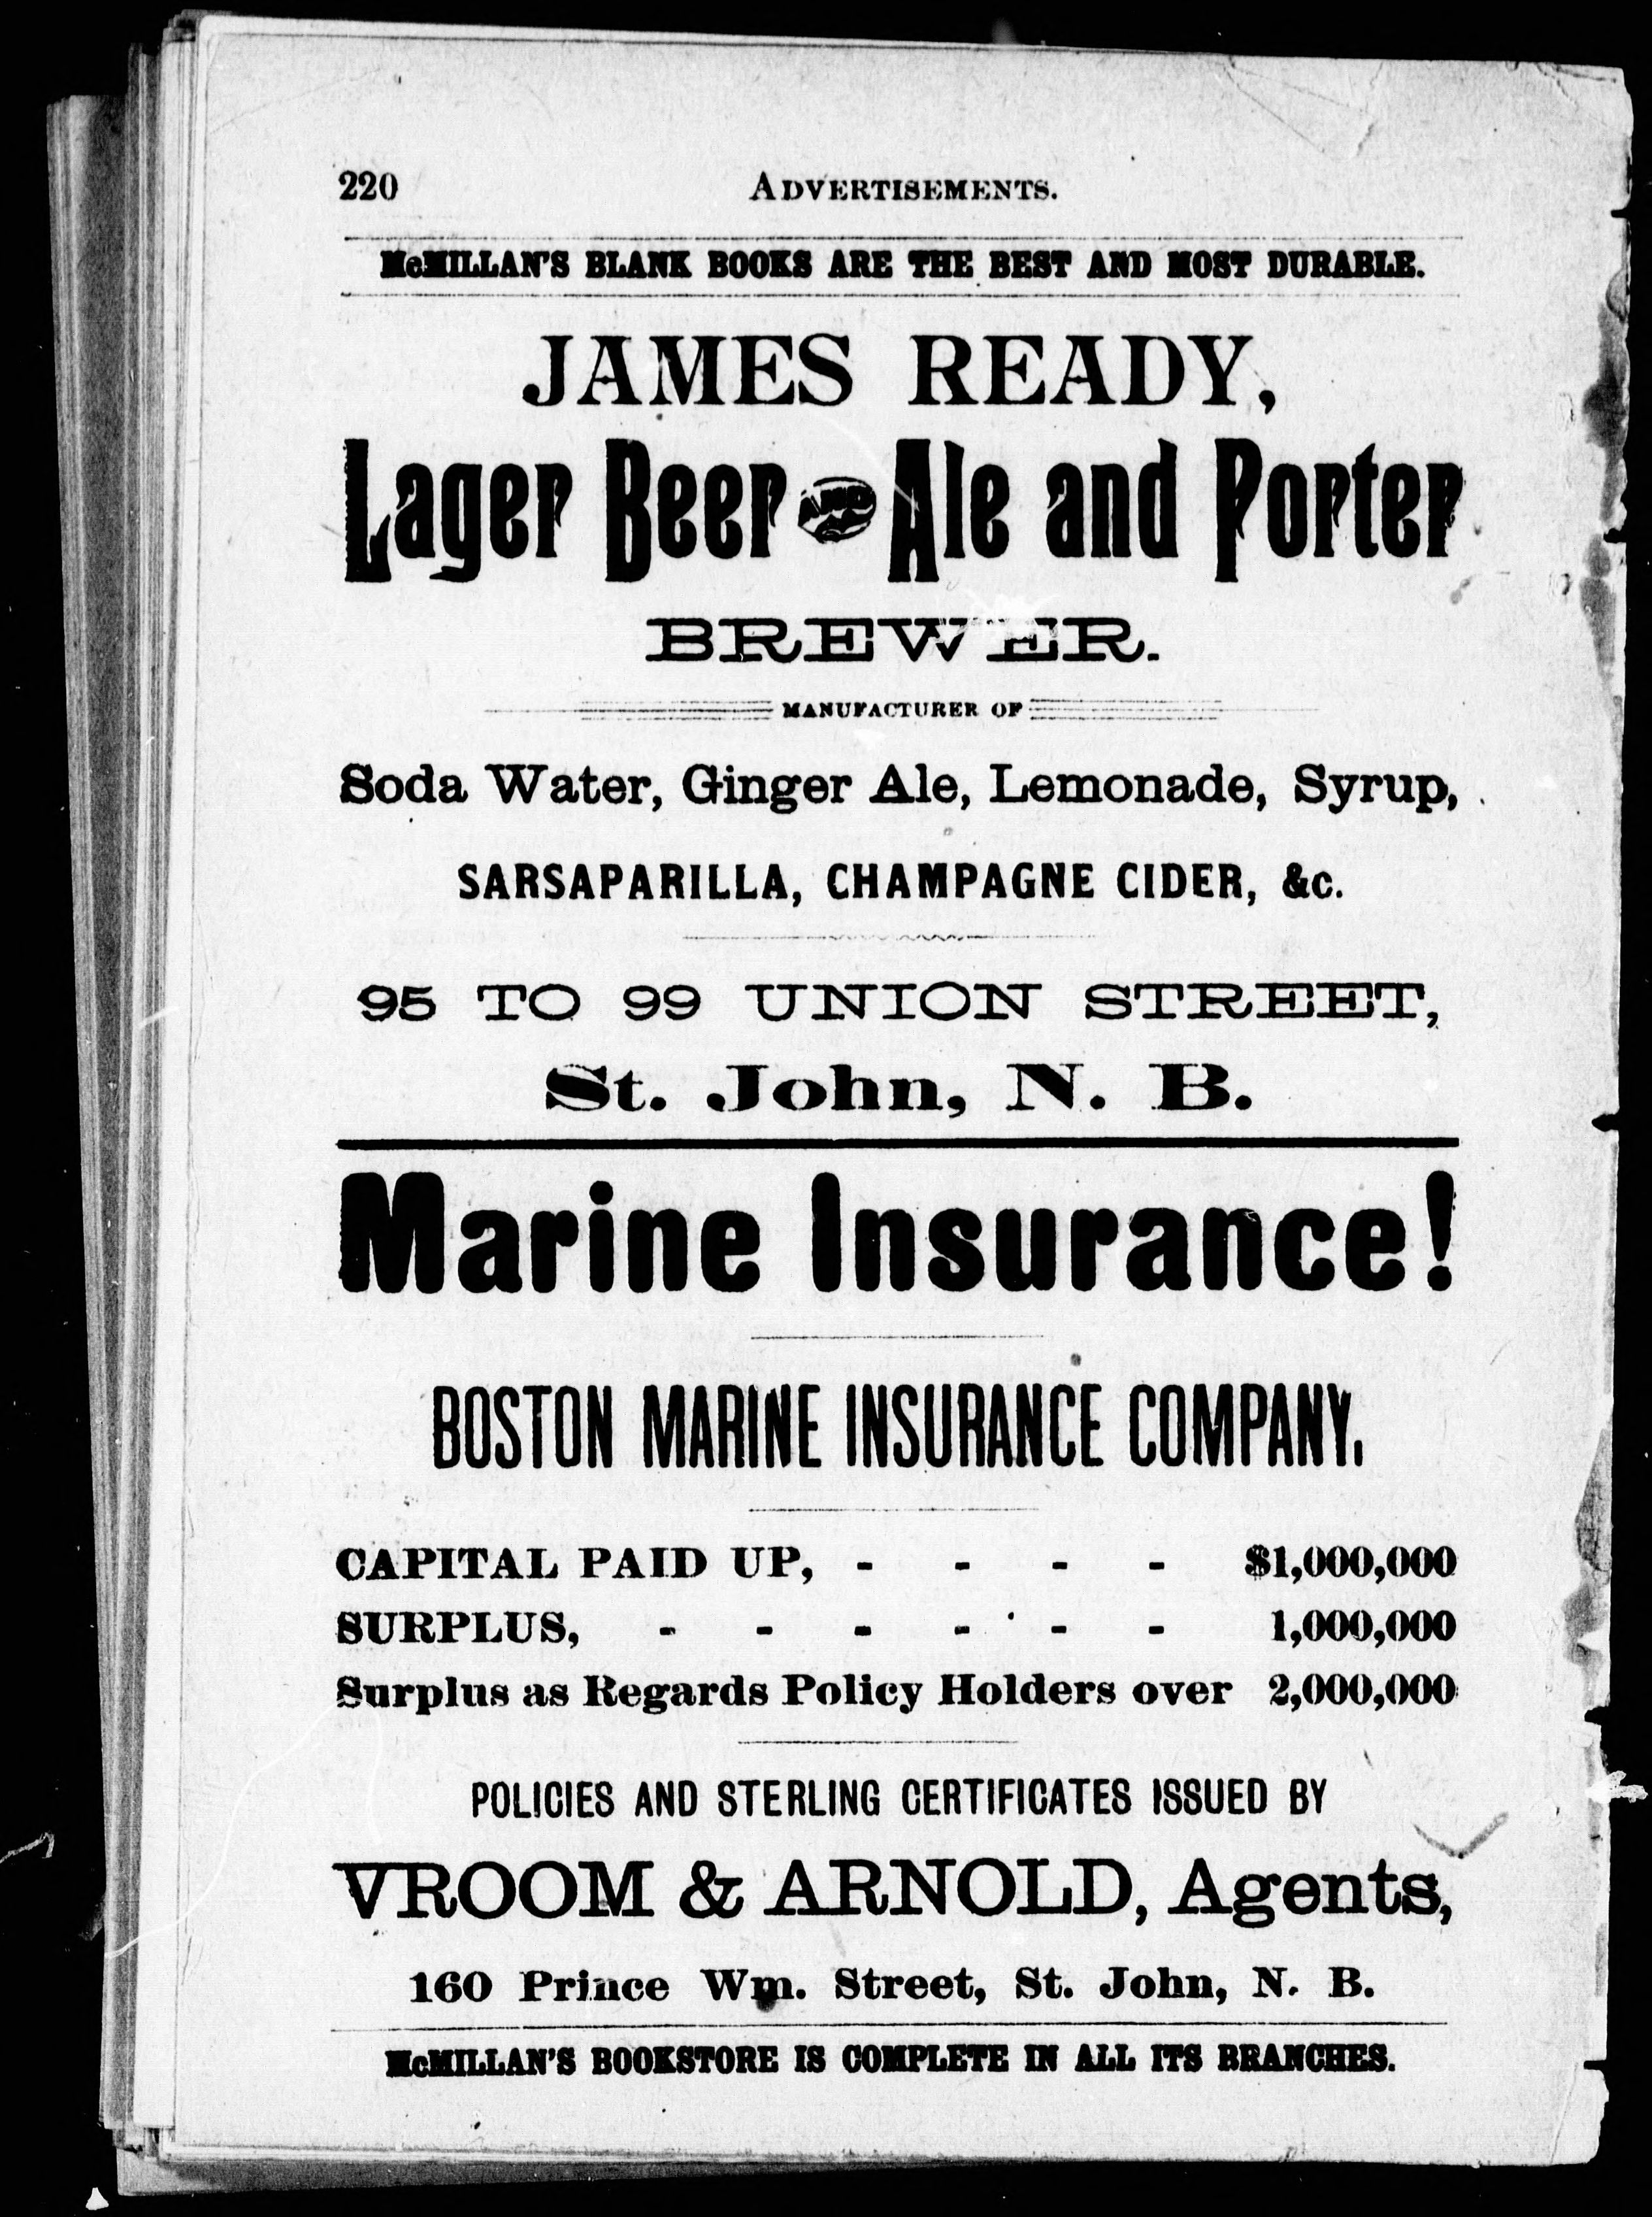 220 ADVERTISEMENTS.
McMILLAN'S BLANK BOOKS ARE THE BEST AND MOST DURABLE.
JAMES READY,
Lager Beer AND Ale and Porter
BREWER.
MANUFACTURER OF
Soda Water, Ginger Ale, Lemonade, Syrup,
SARSAPARILLA, CHAMPAGNE CIDER, &c.
95 TO 99 UNION STREET,
St. John, N. B.
Marine Insurance!
BOSTON MARINE INSURANCE COMPANY.
CAPITAL PAID UP, - - - - $1,000,000
SURPLUS, - - - - - - 1,000,000
Surplus as Regards Policy Holders over 2,000,000
POLICIES AND STERLING CERTIFICATES ISSUED BY
VROOM & ARNOLD, Agents,
160 Prince Wm. Street, St. John, N. B.
McMILLAN'S BOOKSTORE IS COMPLETE IN ALL ITS BRANCHES.